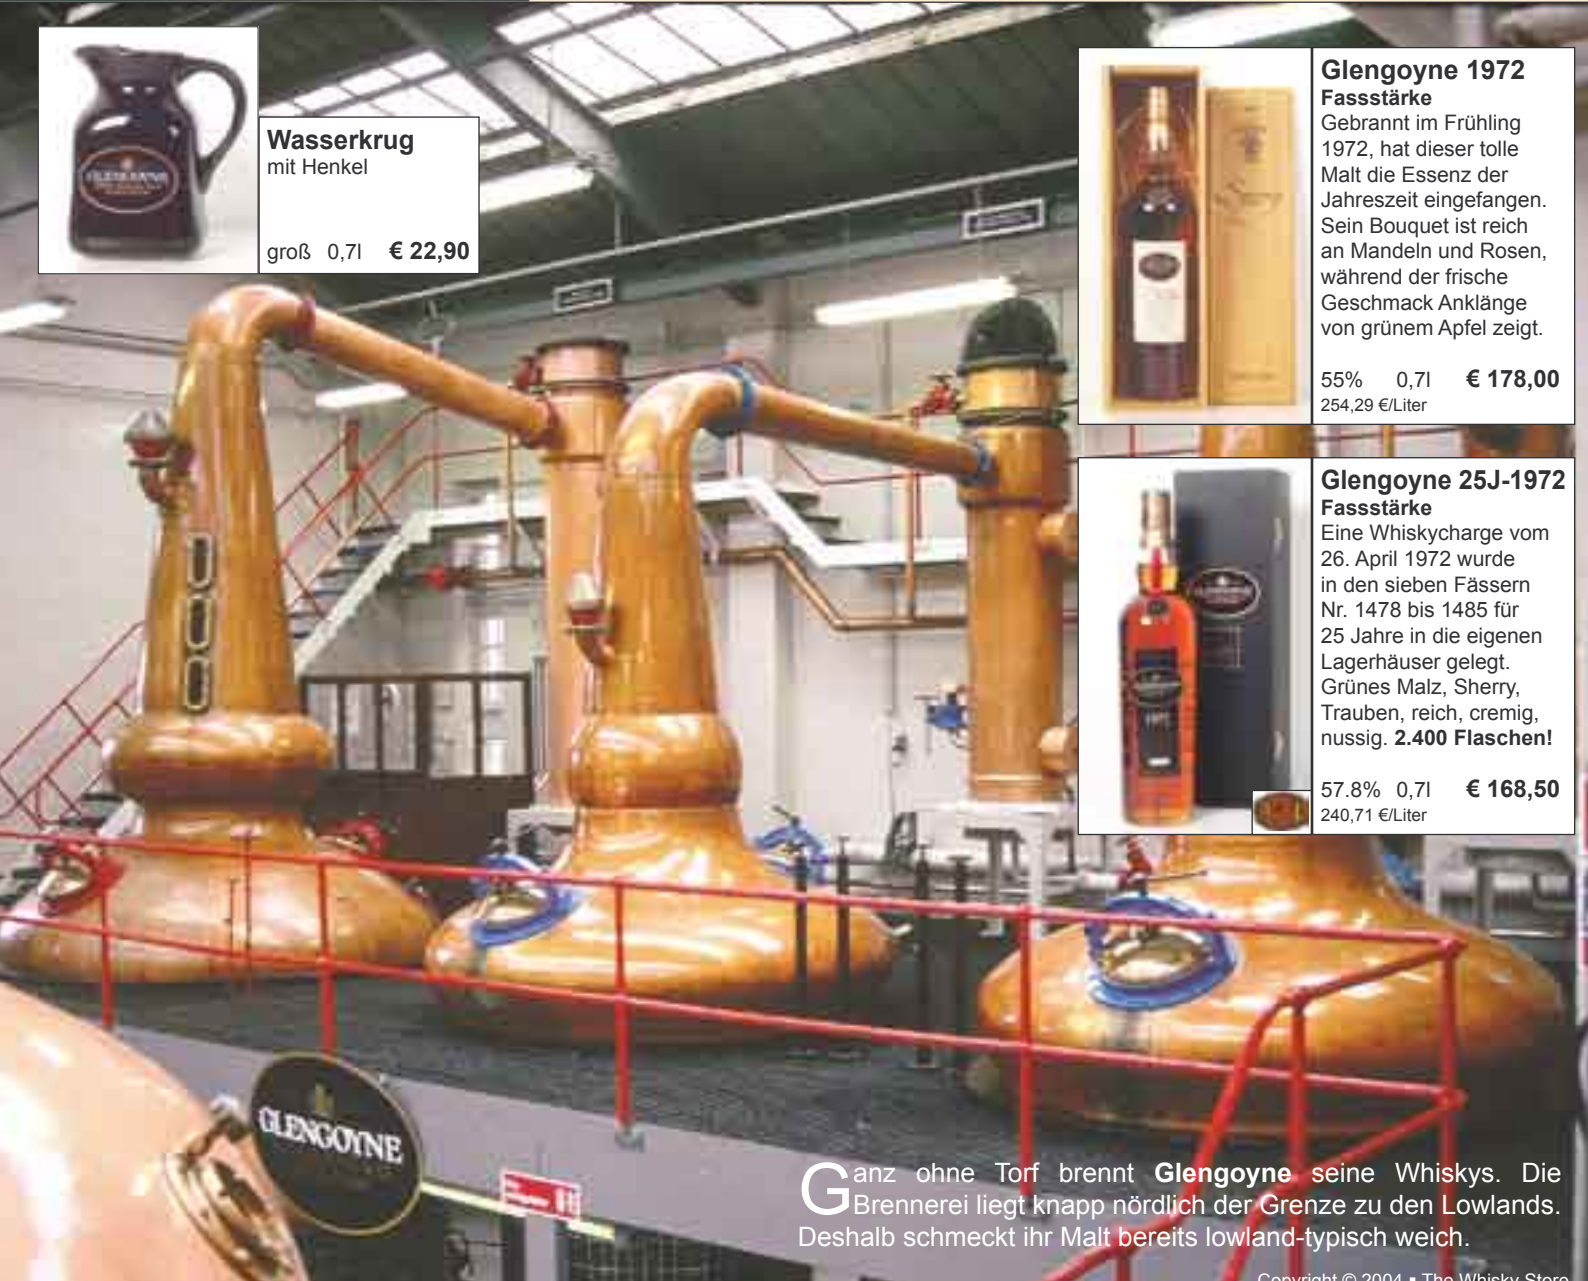 GLENGOYNE
Wasserkrug
mit Henkel
groß 0,7l € 22,90
Glengoyne 1972
Fassstärke
Gebrannt im Frühling
1972, hat dieser tolle
Malt die Essenz der
Jahreszeit eingefangen.
Sein Bouquet ist reich
an Mandeln und Rosen,
während der frische
Geschmack Anklänge
von grünem Apfel zeigt.
55% 0,7l € 178,00
254,29 €/Liter
Glengoyne 25J-1972
Fassstärke
Eine Whiskycharge vom
26. April 1972 wurde
in den sieben Fässern
Nr. 1478 bis 1485 für
25 Jahre in die eigenen
Lagerhäuser gelegt.
Grünes Malz, Sherry,
Trauben, reich, cremig,
nussig. 2.400 Flaschen!
57.8% 0,7l € 168,50
240,71 €/Liter
GLENGOYNE
1972
GLENGOYNE
Ganz ohne Torf brennt Glengoyne seine Whiskys. Die
Brennerei liegt knapp nördlich der Grenze zu den Lowlands.
Deshalb schmeckt ihr Malt bereits lowland-typisch weich.
Copyright © 2004 ▪ The Whisky Store